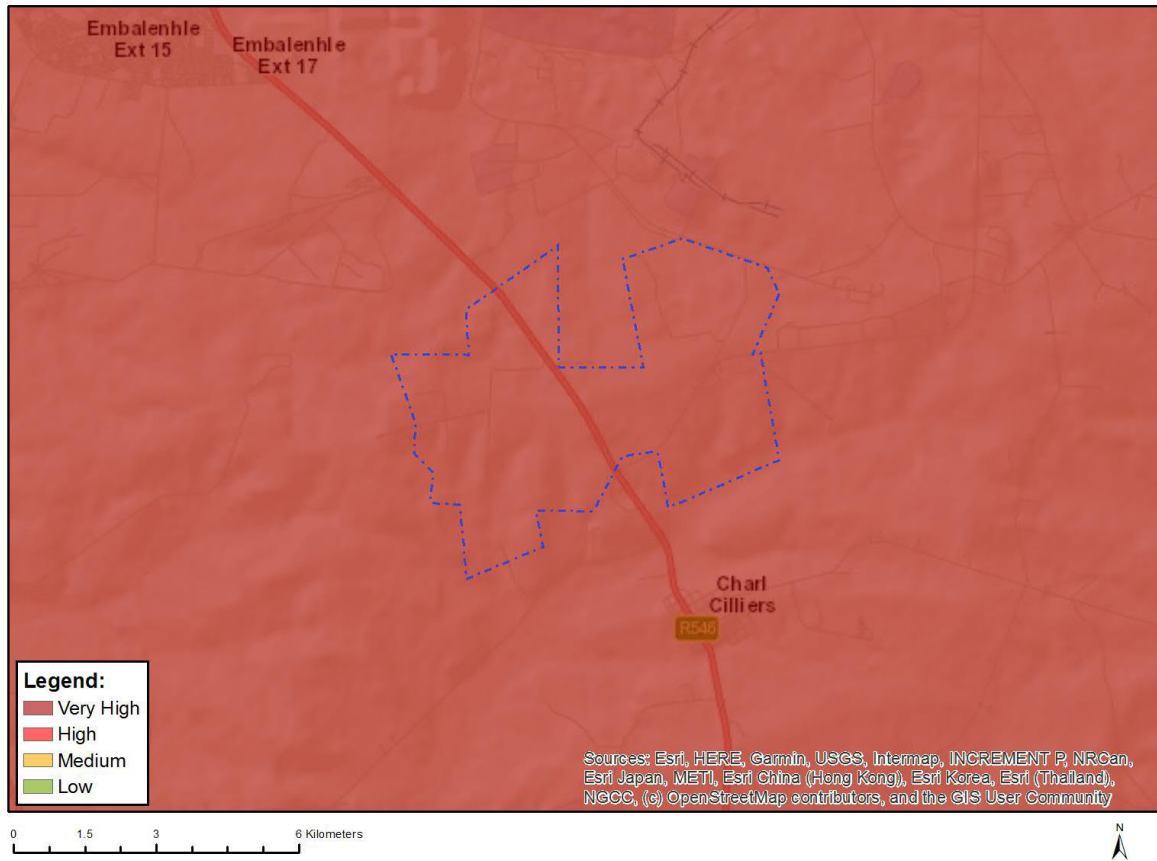 Embalenhle
Ext 15
Embalenhle
Ext 17
Charl
Cilliers
R546
Legend:
Very High
High
Medium
Low
Sources: Esri, HERE, Garmin, USGS, Intermap, INCREMENT P, NRCan,
Esri Japan, METI, Esri China (Hong Kong), Esri Korea, Esri (Thailand),
NGCC, (c) OpenStreetMap contributors, and the GIS User Community
0 1.5 3 6 Kilometers
N